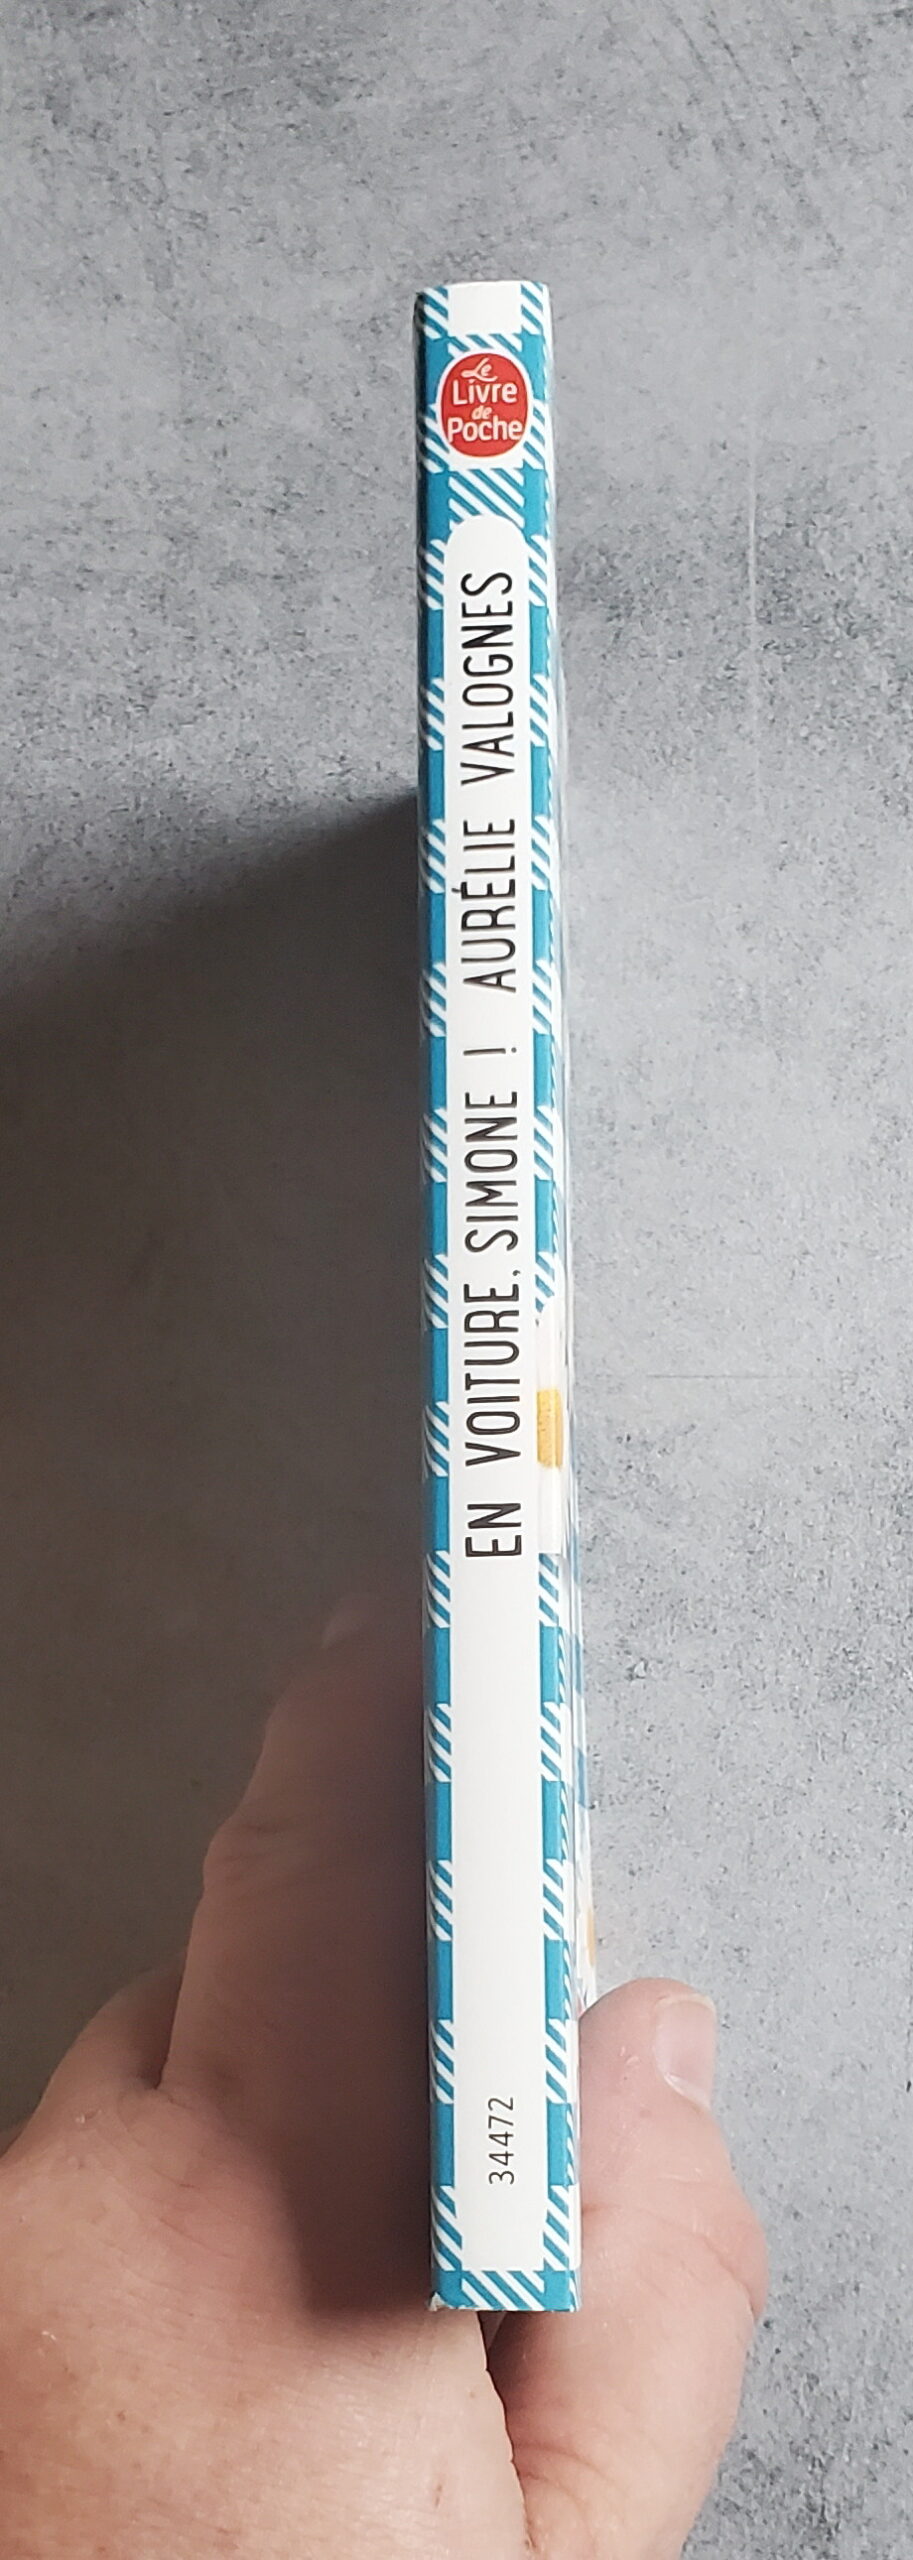 Le
Livre
de
Poche
EN VOITURE, SIMONE ! AURÉLIE VALOGNES
34472